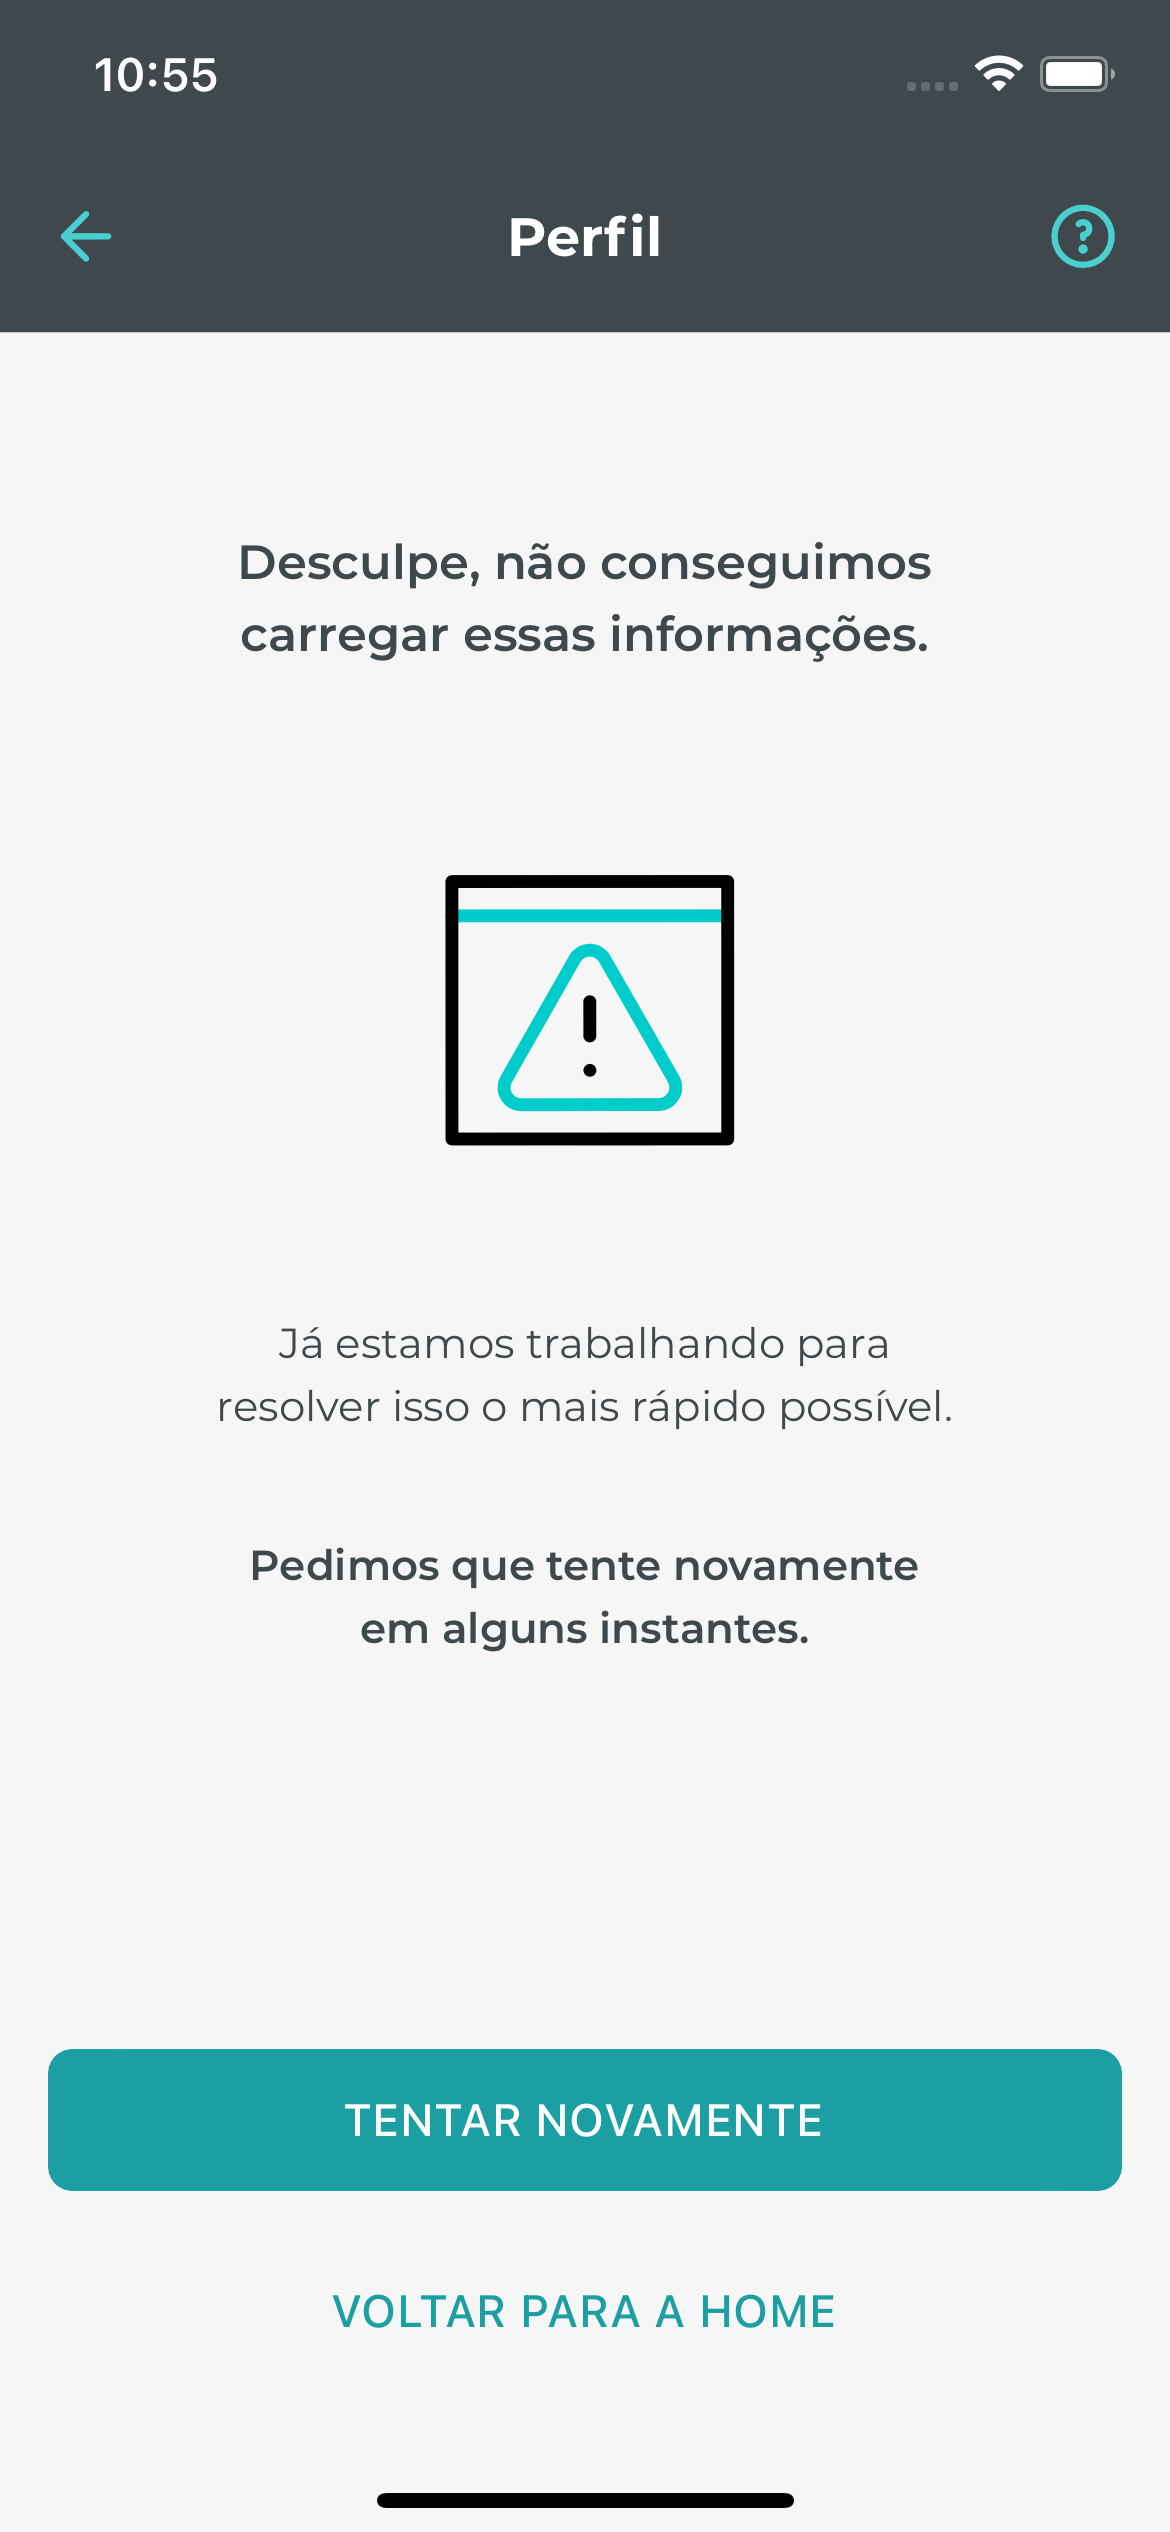 10:55
Perfil
Desculpe, não conseguimos
carregar essas informações.
Já estamos trabalhando para
resolver isso o mais rápido possível.
Pedimos que tente novamente
em alguns instantes.
TENTAR NOVAMENTE
VOLTAR PARA A HOME